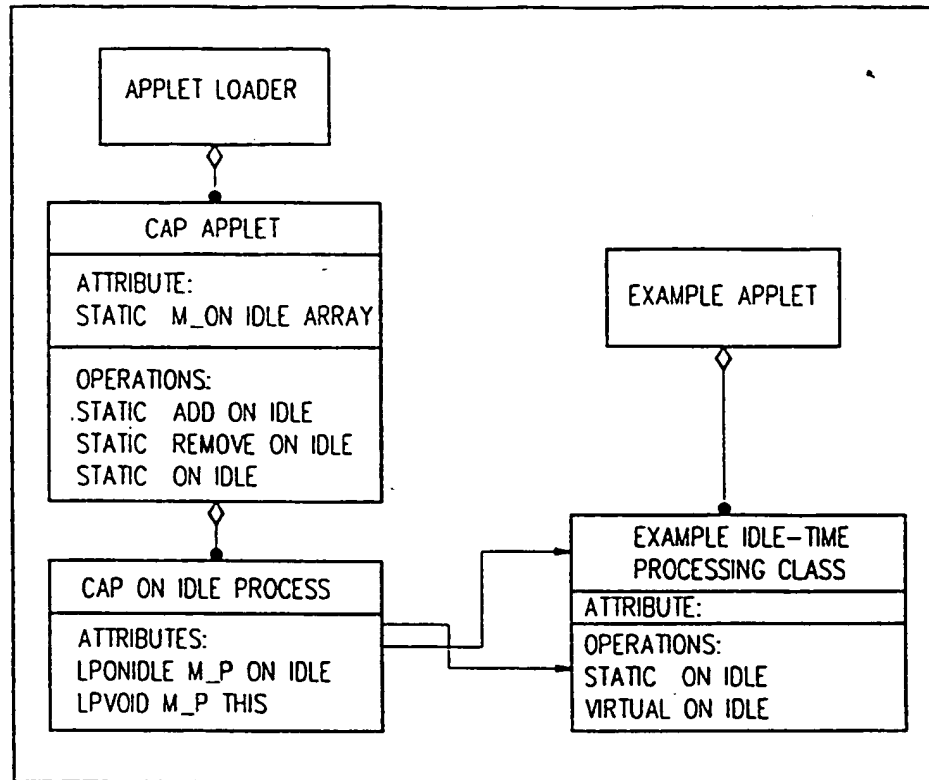 APPLET LOADER
CAP APPLET
ATTRIBUTE:
STATIC M_ON IDLE ARRAY
OPERATIONS:
.STATIC ADD ON IDLE
STATIC REMOVE ON IDLE
STATIC ON IDLE
CAP ON IDLE PROCESS
ATTRIBUTES:
LPONIDLE M_P ON IDLE
LPVOID M_P THIS
EXAMPLE APPLET
EXAMPLE IDLE-TIME
PROCESSING CLASS
ATTRIBUTE:
OPERATIONS:
STATIC ON IDLE
VIRTUAL ON IDLE